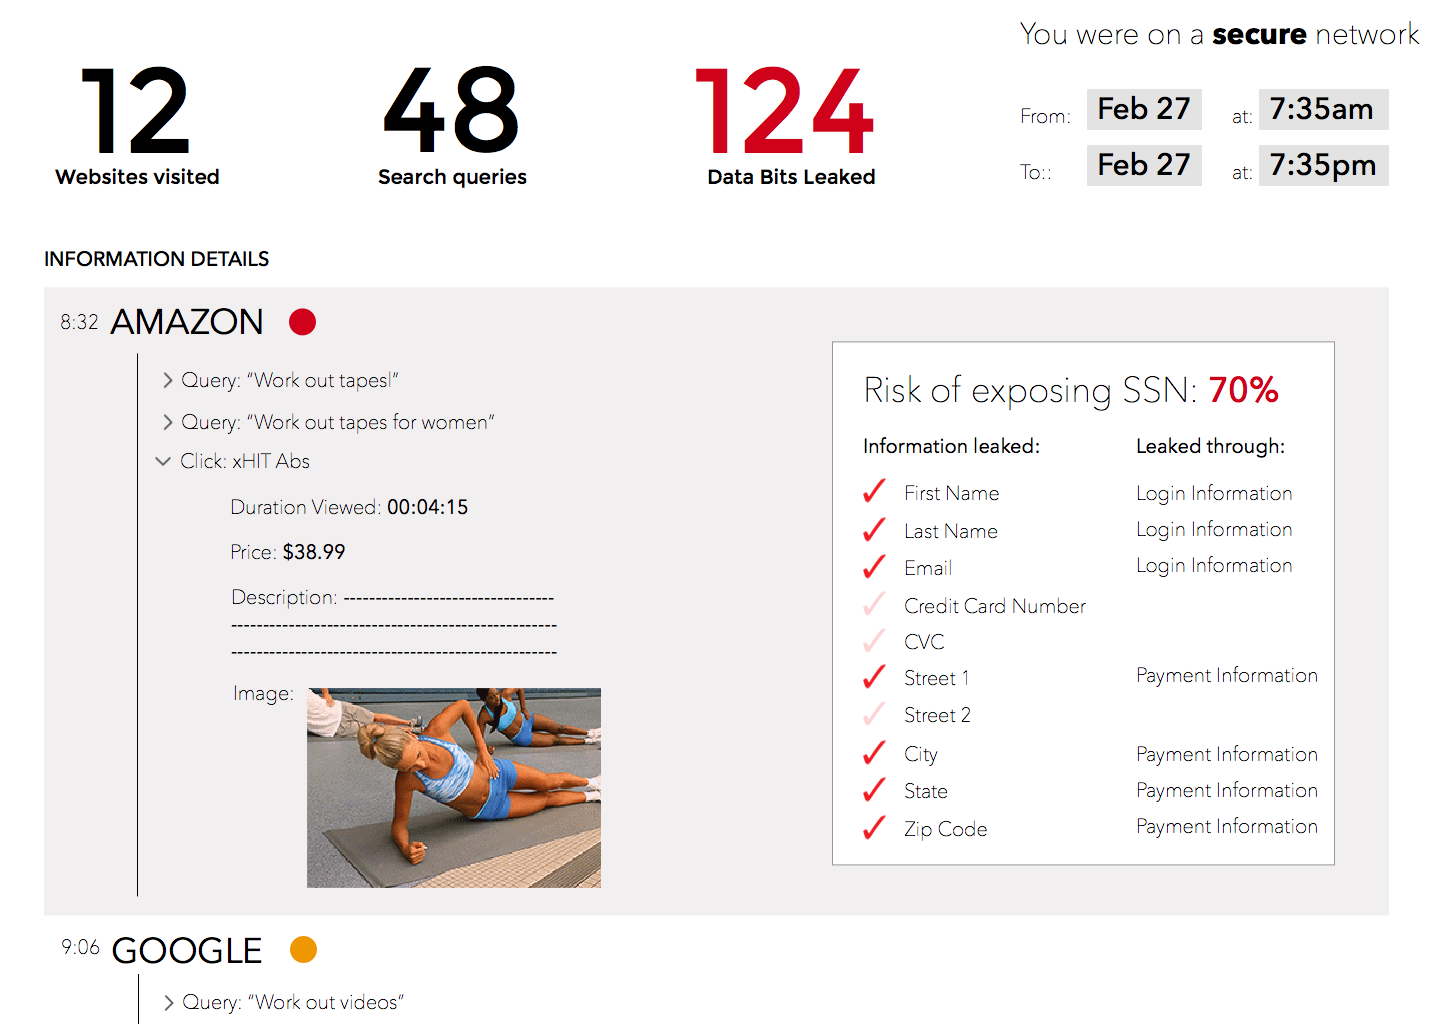 You were on a secure network
12
48
124
Websites visited
Search queries
Data Bits Leaked
From: Feb 27 at: 7:35am
To:: Feb 27 at: 7:35pm
INFORMATION DETAILS
8:32 AMAZON
Query: “Work out tapesl”
Query: “Work out tapes for women”
Click: xHIT Abs
Duration Viewed: 00:04:15
Price: $38.99
Description: ---------------------------------
---------------------------------------------------
---------------------------------------------------
Image:
Risk of exposing SSN: 70%
Information leaked: Leaked through:
First Name Login Information
Last Name Login Information
Email Login Information
Credit Card Number
CVC
Street 1 Payment Information
Street 2
City Payment Information
State Payment Information
Zip Code Payment Information
9:06 GOOGLE
Query: “Work out videos”